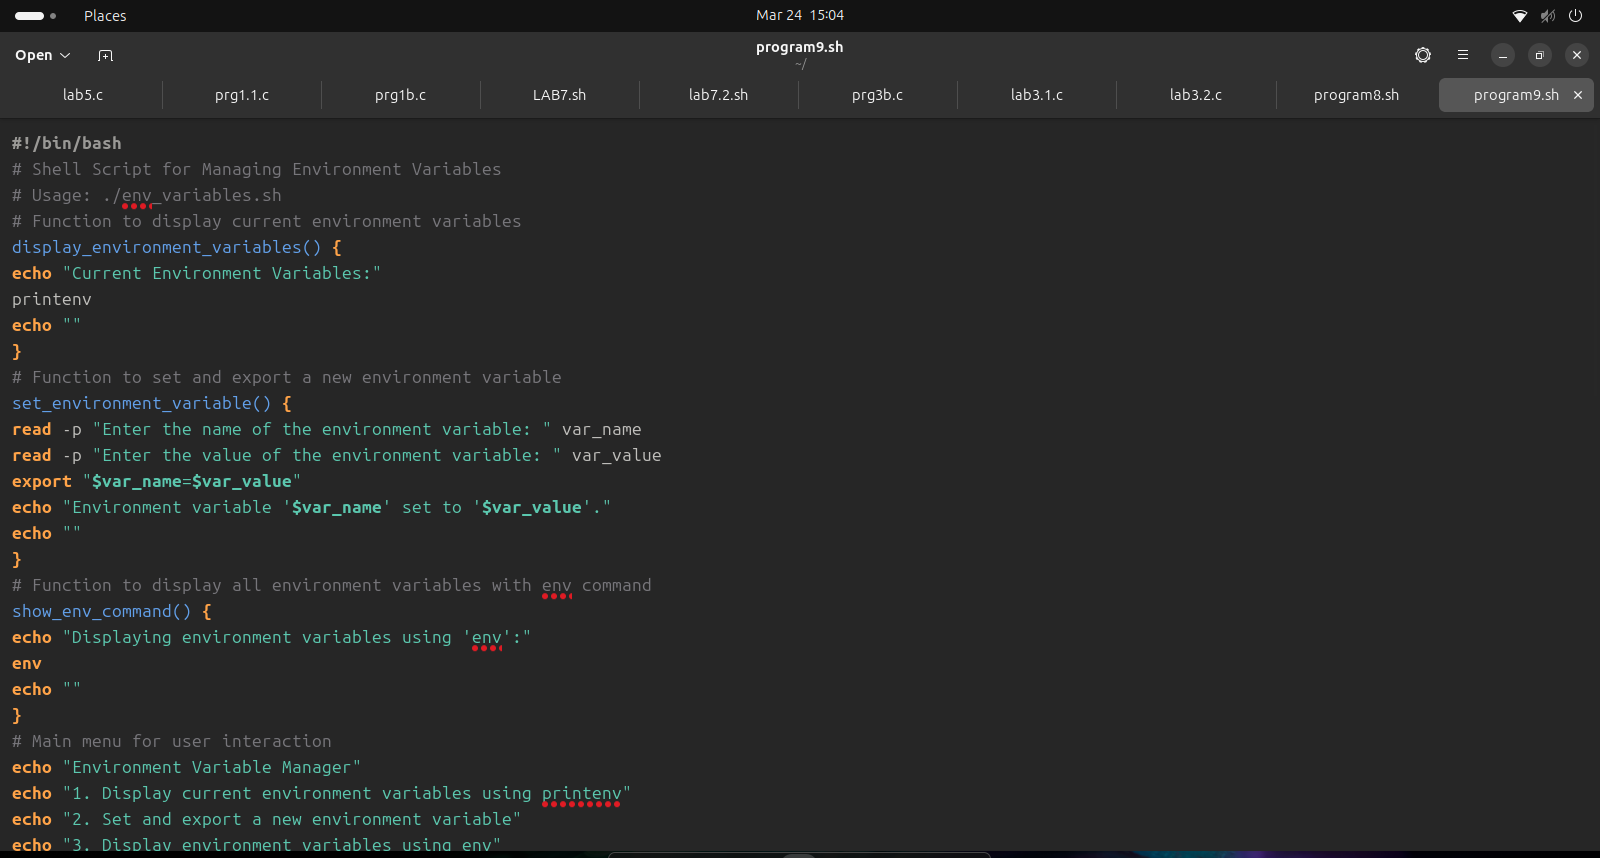 Places
Mar 24 15:04
Open
program9.sh
~/
lab5.c
prg1.1.c
prg1b.c
LAB7.sh
lab7.2.sh
prg3b.c
lab3.1.c
lab3.2.c
program8.sh
program9.sh
#!/bin/bash
# Shell Script for Managing Environment Variables
# Usage: ./env_variables.sh
# Function to display current environment variables
display_environment_variables() {
echo "Current Environment Variables:"
printenv
echo ""
}
# Function to set and export a new environment variable
set_environment_variable() {
read -p "Enter the name of the environment variable: " var_name
read -p "Enter the value of the environment variable: " var_value
export "$var_name=$var_value"
echo "Environment variable '$var_name' set to '$var_value'."
echo ""
}
# Function to display all environment variables with env command
show_env_command() {
echo "Displaying environment variables using 'env':"
env
echo ""
}
# Main menu for user interaction
echo "Environment Variable Manager"
echo "1. Display current environment variables using printenv"
echo "2. Set and export a new environment variable"
echo "3. Display environment variables using env"